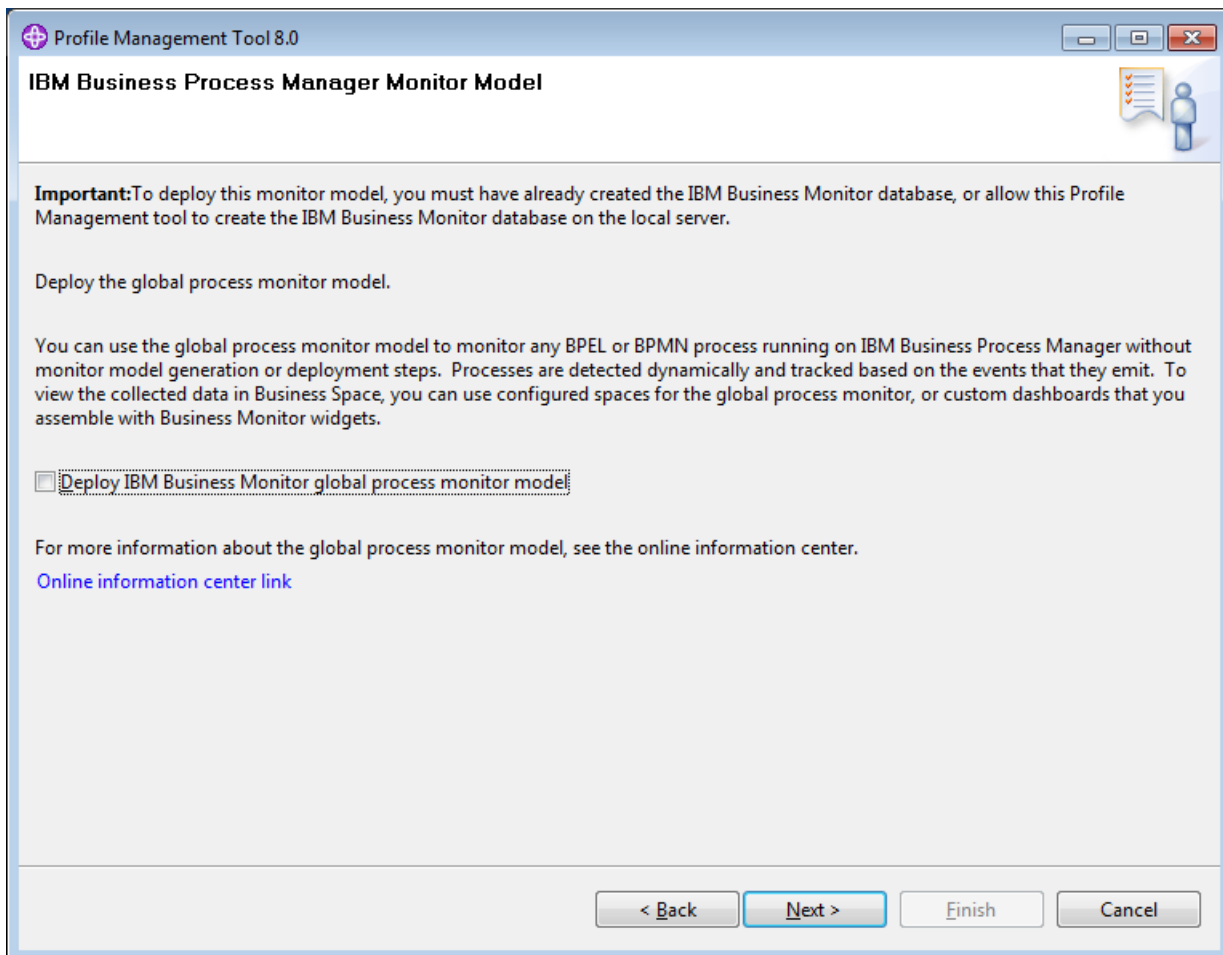 Profile Management Tool 8.0
IBM Business Process Manager Monitor Model
Important:To deploy this monitor model, you must have already created the IBM Business Monitor database, or allow this Profile
Management tool to create the IBM Business Monitor database on the local server.
Deploy the global process monitor model.
You can use the global process monitor model to monitor any BPEL or BPMN process running on IBM Business Process Manager without
monitor model generation or deployment steps.  Processes are detected dynamically and tracked based on the events that they emit.  To
view the collected data in Business Space, you can use configured spaces for the global process monitor, or custom dashboards that you
assemble with Business Monitor widgets.
Deploy IBM Business Monitor global process monitor model
For more information about the global process monitor model, see the online information center.
Online information center link
< Back Next > Finish Cancel